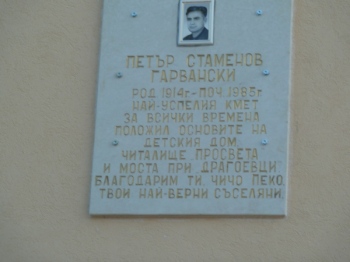 ПЕТЪР СТАМЕНОВ
ГАРВАНСКИ
РОД. 1914г.-ПОЧ. 1985г.
НАЙ-УСПЕЛИЯ КМЕТ
ЗА ВСИЧКИ ВРЕМЕНА
ПОЛОЖИЛ ОСНОВИТЕ НА
ДЕТСКИЯ ДОМ,
ЧИТАЛИЩЕ ПРОСВЕТА
И МОСТА ПРИ ДРАГОЕВЦИ
БЛАГОДАРИМ ТИ, ЧИЧО ПЕКО,
ТВОИ НАЙ-ВЕРНИ СЪСЕЛЯНИ.